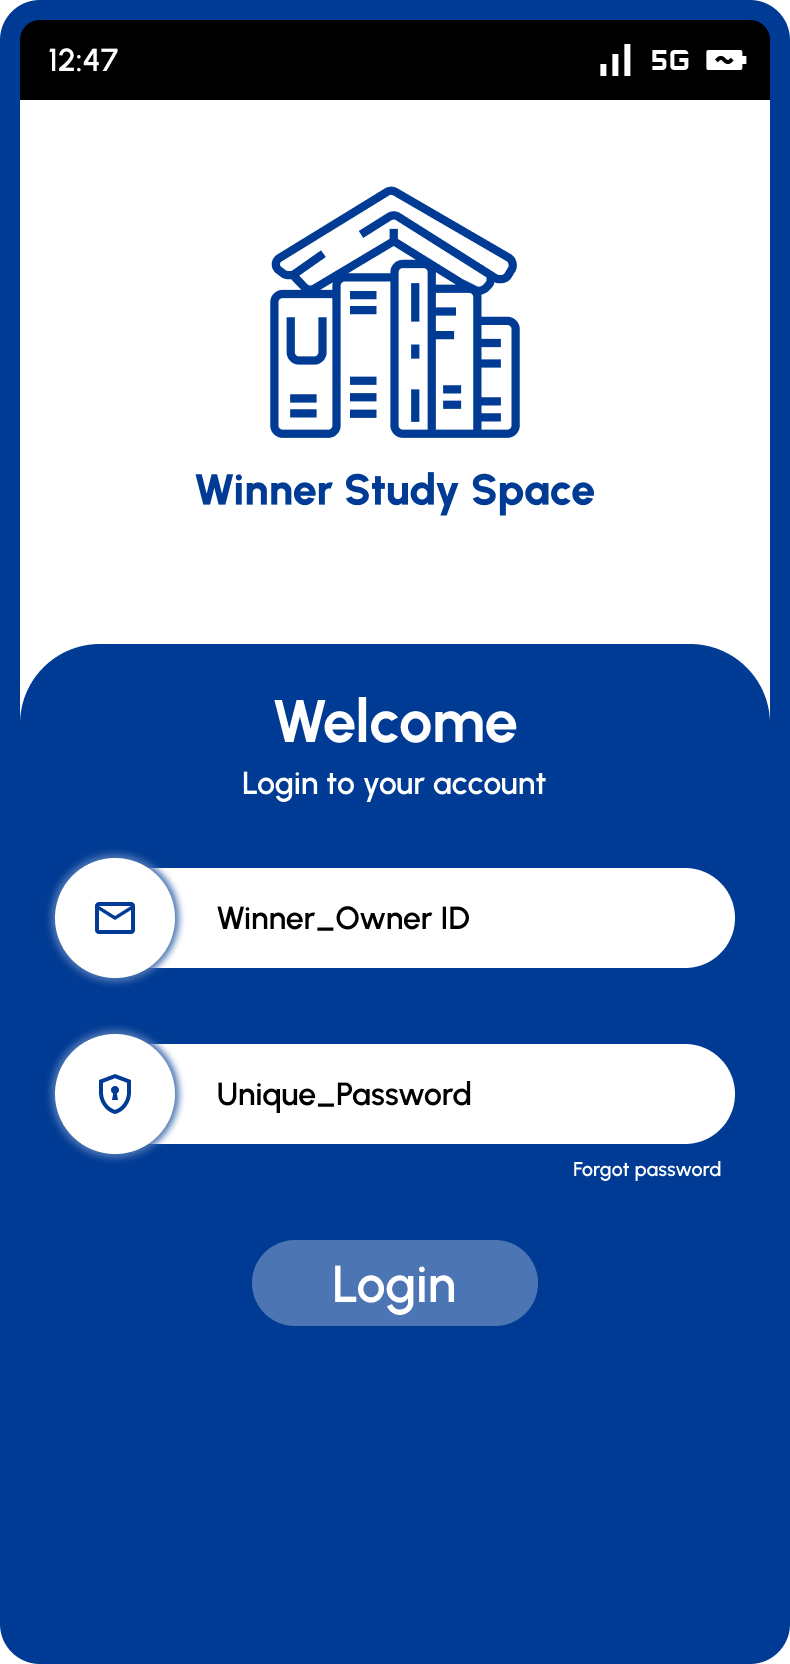 12:47 5G
Winner Study Space
Welcome
Login to your account
Winner_Owner ID
Unique_Password
Forgot password
Login